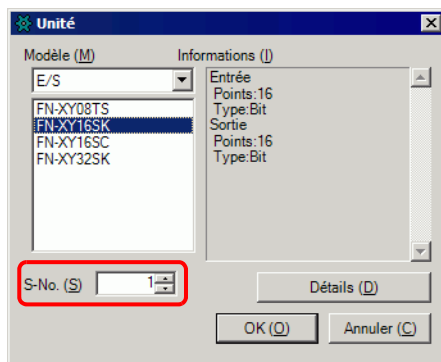 Unité
Modèle (M)
Informations (I)
E/S
FN-XY08TS
FN-XY16SK
FN-XY16SC
FN-XY32SK
Entrée
Points:16
Type:Bit
Sortie
Points:16
Type:Bit
S-No. (S)
1
Détails (D)
OK (O)
Annuler (C)